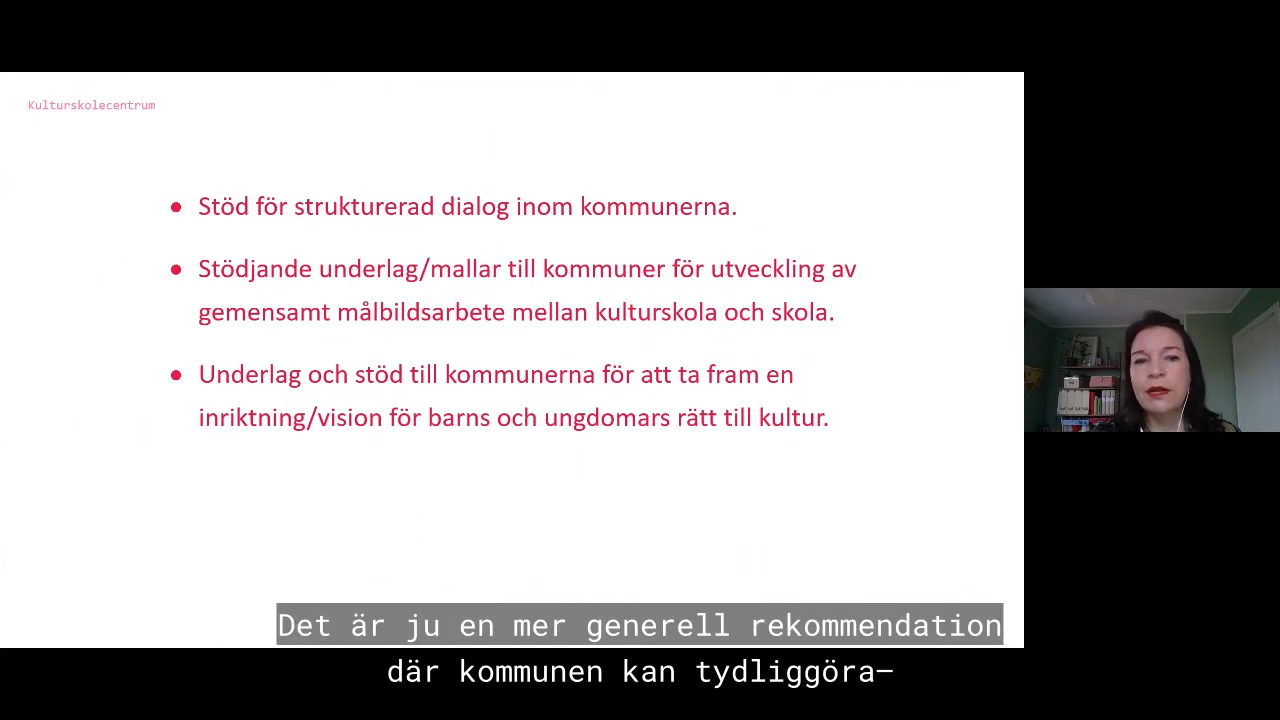 Kulturskolecentrum
● Stöd för strukturerad dialog inom kommunerna.
● Stödjande underlag/mallar till kommuner för utveckling av
gemensamt målbildsarbete mellan kulturskola och skola.
● Underlag och stöd till kommunerna för att ta fram en
inriktning/vision för barns och ungdomars rätt till kultur.
Det är ju en mer generell rekommendation
där kommunen kan tydliggöra–